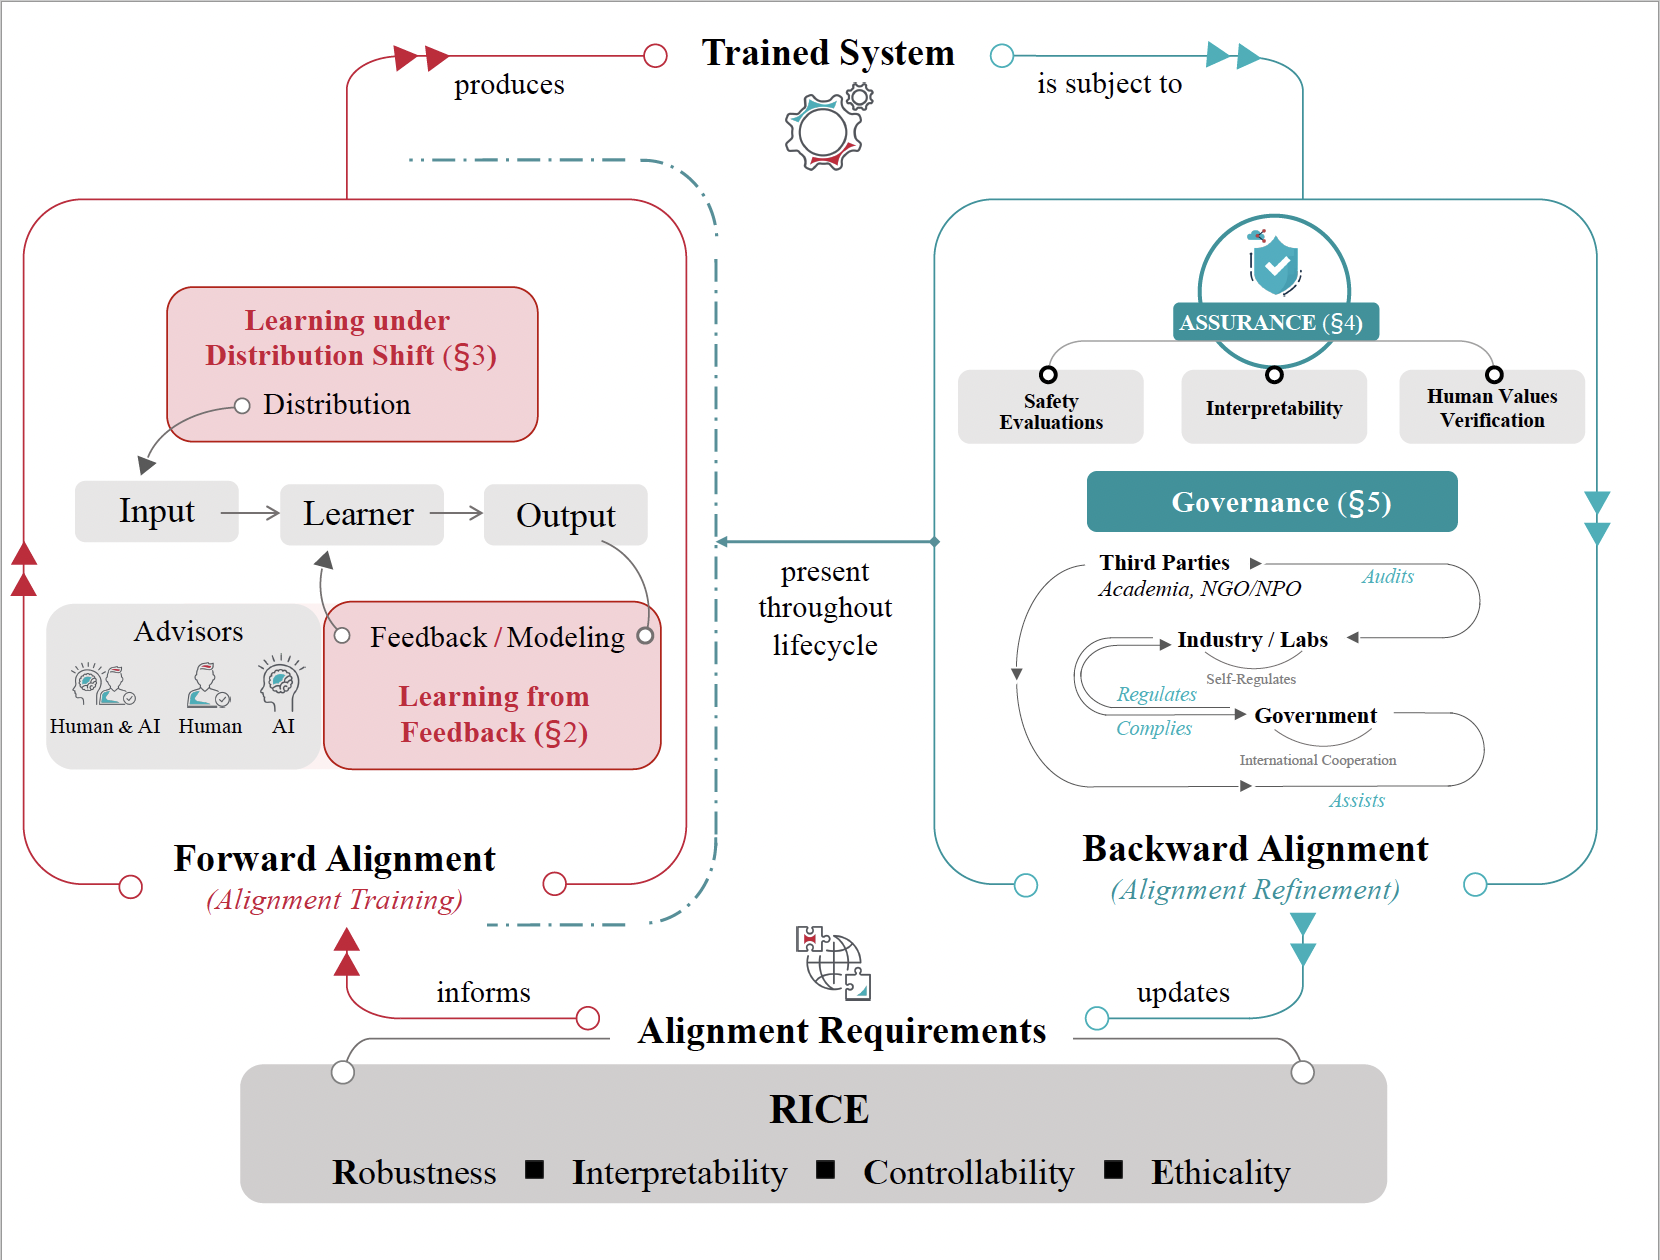 Trained System
produces
is subject to
Learning under
Distribution Shift (§3)
Distribution
Input
Learner
Output
Advisors
Human & AI
Human
AI
Feedback / Modeling
Learning from
Feedback (§2)
Forward Alignment
(Alignment Training)
present
throughout
lifecycle
ASSURANCE (§4)
Safety
Evaluations
Interpretability
Human Values
Verification
Governance (§5)
Third Parties
Academia, NGO/NPO
Audits
Industry / Labs
Self-Regulates
Regulates
Government
Complies
International Cooperation
Assists
Backward Alignment
(Alignment Refinement)
informs
updates
Alignment Requirements
RICE
Robustness ■ Interpretability ■ Controllability ■ Ethicality